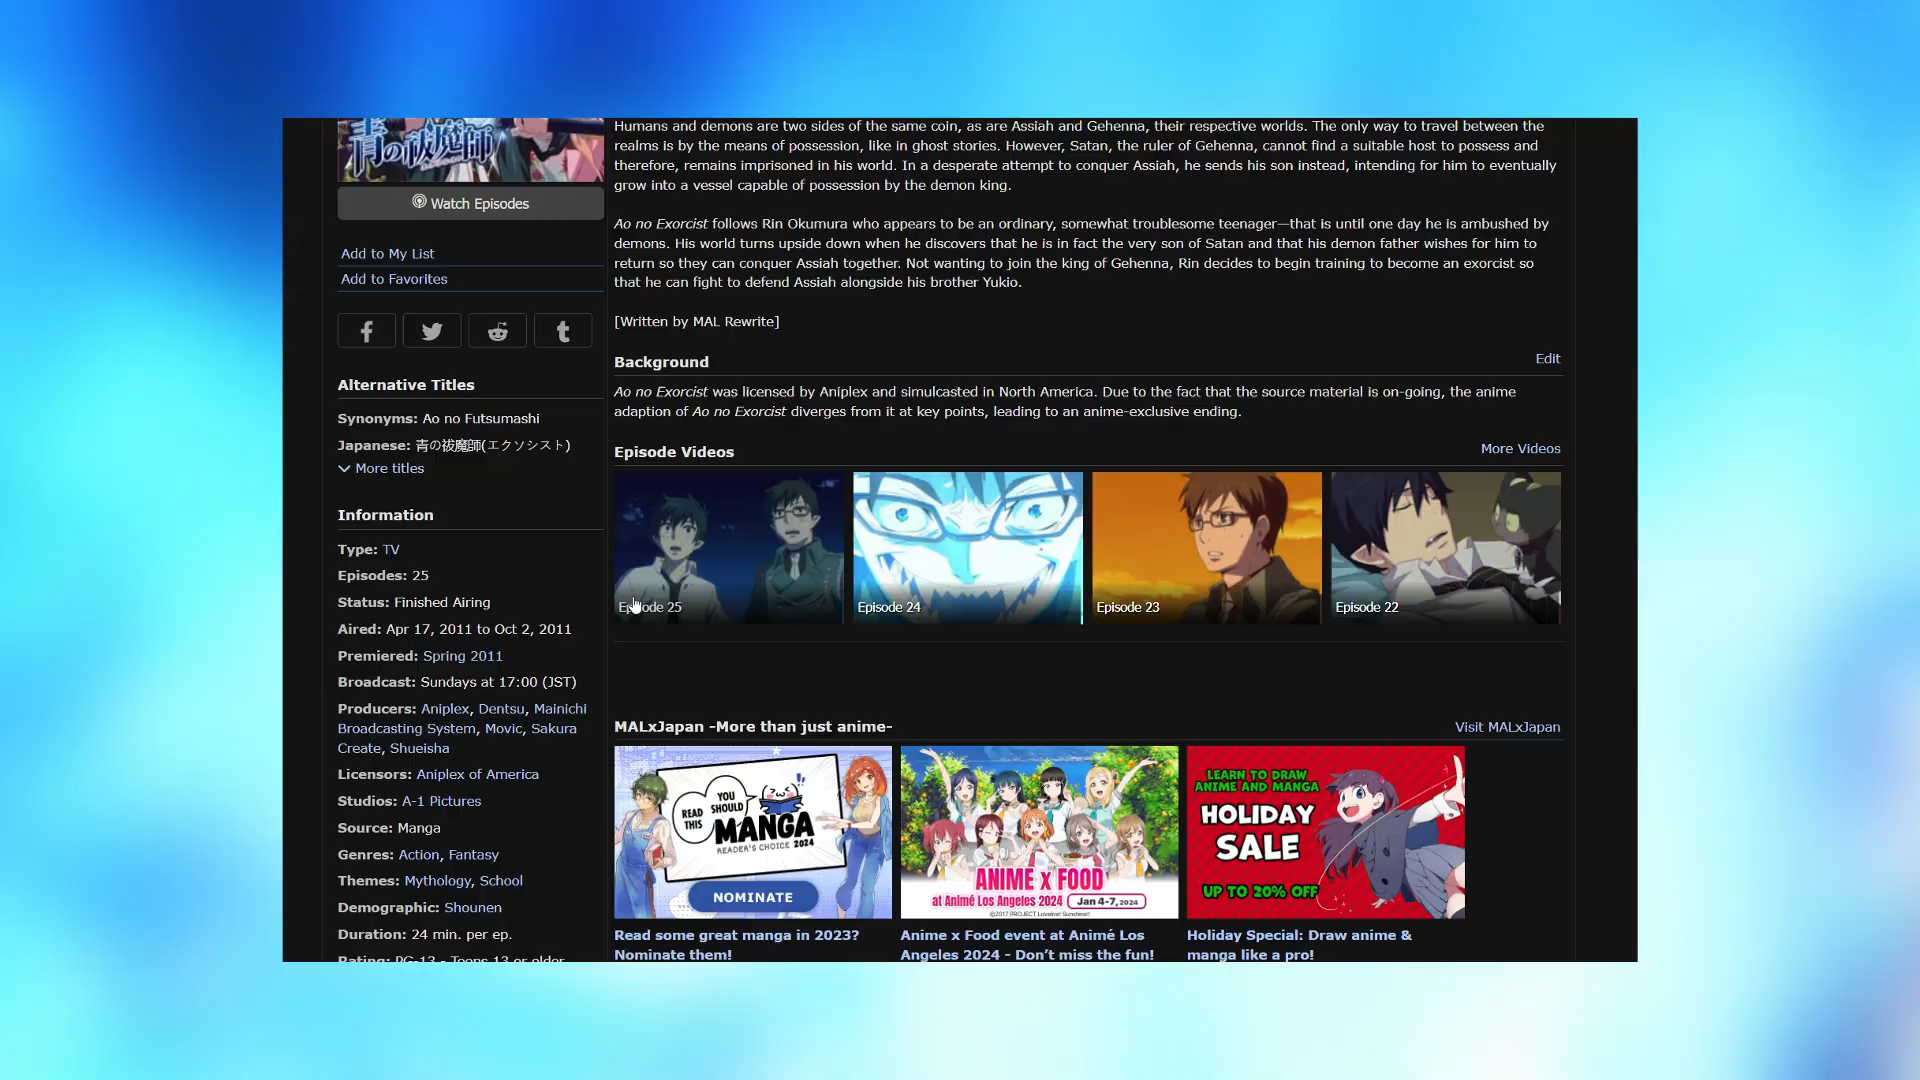 青の祓魔師
Watch Episodes
Add to My List
Add to Favorites
Alternative Titles
Synonyms: Ao no Futsumashi
Japanese: 青の祓魔師(エクソシスト)
More titles
Information
Type: TV
Episodes: 25
Status: Finished Airing
Aired: Apr 17, 2011 to Oct 2, 2011
Premiered: Spring 2011
Broadcast: Sundays at 17:00 (JST)
Producers: Aniplex, Dentsu, Mainichi
Broadcasting System, Movic, Sakura
Create, Shueisha
Licensors: Aniplex of America
Studios: A-1 Pictures
Source: Manga
Genres: Action, Fantasy
Themes: Mythology, School
Demographic: Shounen
Duration: 24 min. per ep.
Rating: PG-13 - Teens 13 or older
Humans and demons are two sides of the same coin, as are Assiah and Gehenna, their respective worlds. The only way to travel between the
realms is by the means of possession, like in ghost stories. However, Satan, the ruler of Gehenna, cannot find a suitable host to possess and
therefore, remains imprisoned in his world. In a desperate attempt to conquer Assiah, he sends his son instead, intending for him to eventually
grow into a vessel capable of possession by the demon king.
Ao no Exorcist follows Rin Okumura who appears to be an ordinary, somewhat troublesome teenager—that is until one day he is ambushed by
demons. His world turns upside down when he discovers that he is in fact the very son of Satan and that his demon father wishes for him to
return so they can conquer Assiah together. Not wanting to join the king of Gehenna, Rin decides to begin training to become an exorcist so
that he can fight to defend Assiah alongside his brother Yukio.
[Written by MAL Rewrite]
Background
Edit
Ao no Exorcist was licensed by Aniplex and simulcasted in North America. Due to the fact that the source material is on-going, the anime
adaption of Ao no Exorcist diverges from it at key points, leading to an anime-exclusive ending.
Episode Videos
More Videos
Episode 25
Episode 24
Episode 23
Episode 22
MALxJapan -More than just anime-
Visit MALxJapan
READ THIS
YOU SHOULD
MANGA
READER'S CHOICE 2024
NOMINATE
ANIME x FOOD
at Animé Los Angeles 2024 Jan 4-7, 2024
©2017 PROJECT Lovelive! Sunshine!!
LEARN TO DRAW
ANIME AND MANGA
HOLIDAY
SALE
UP TO 20% OFF
Read some great manga in 2023?
Nominate them!
Anime x Food event at Animé Los
Angeles 2024 - Don't miss the fun!
Holiday Special: Draw anime &
manga like a pro!